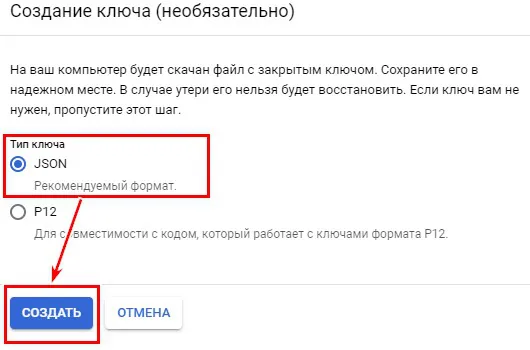 Создание ключа (необязательно)
На ваш компьютер будет скачан файл с закрытым ключом. Сохраните его в
надежном месте. В случае утери его нельзя будет восстановить. Если ключ вам не
нужен, пропустите этот шаг.
Тип ключа
JSON
Рекомендуемый формат.
P12
Для совместимости с кодом, который работает с ключами формата P12.
СОЗДАТЬ ОТМЕНА